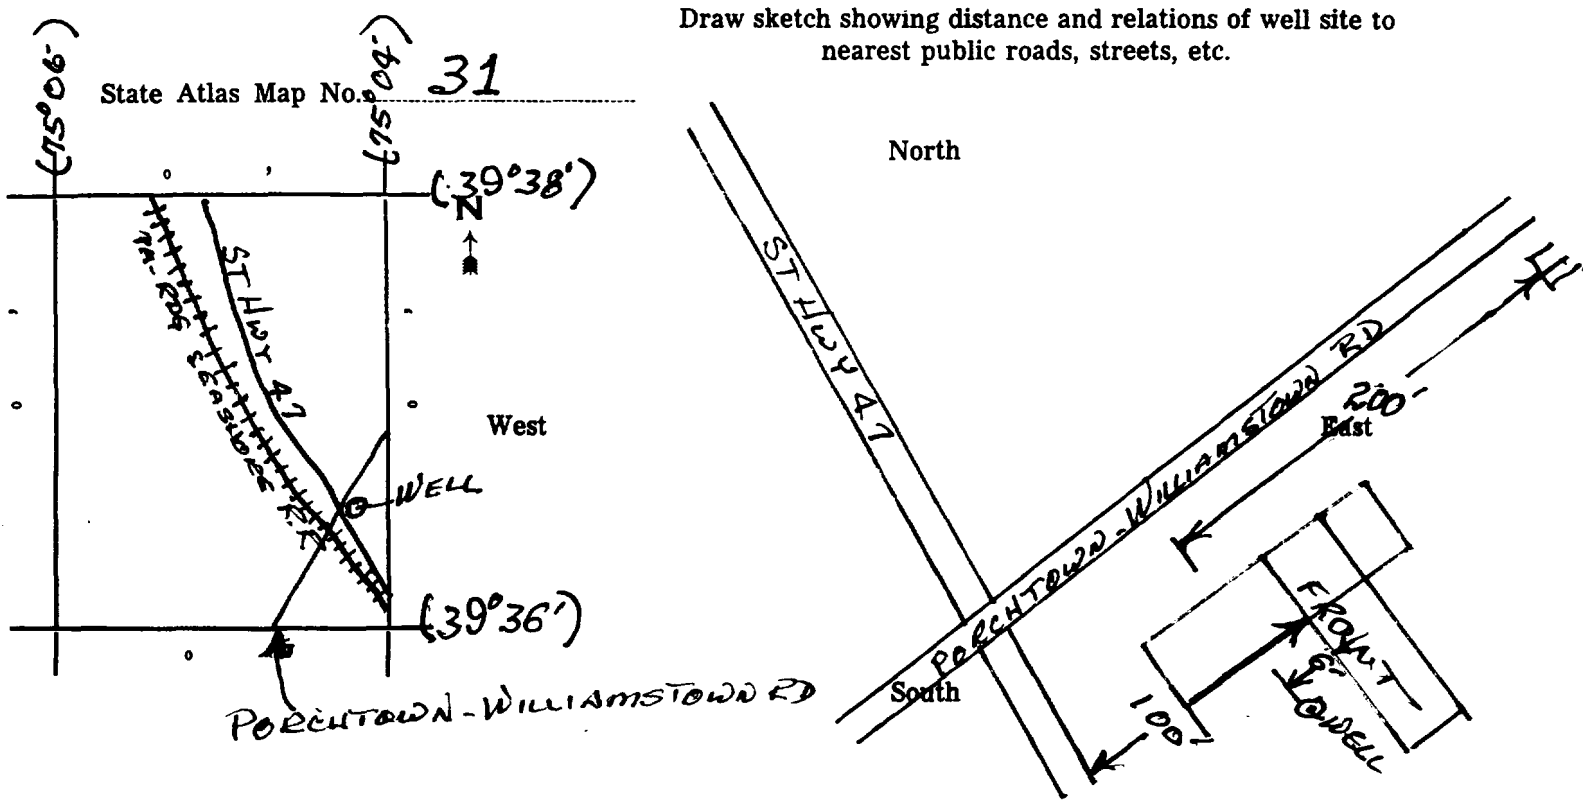 Draw sketch showing distance and relations of well site to
nearest public roads, streets, etc.
State Atlas Map No. 31
(75°06')
(75°04')
(39°38')
N
North
ST HWY 47
SEASHORE R.R.
West
WELL
(39°36')
PORCHTOWN-WILLIAMSTOWN RD
ST HWY 47
PORCHTOWN-WILLIAMSTOWN RD
200'
East
FRONT
6'
WELL
100'
South